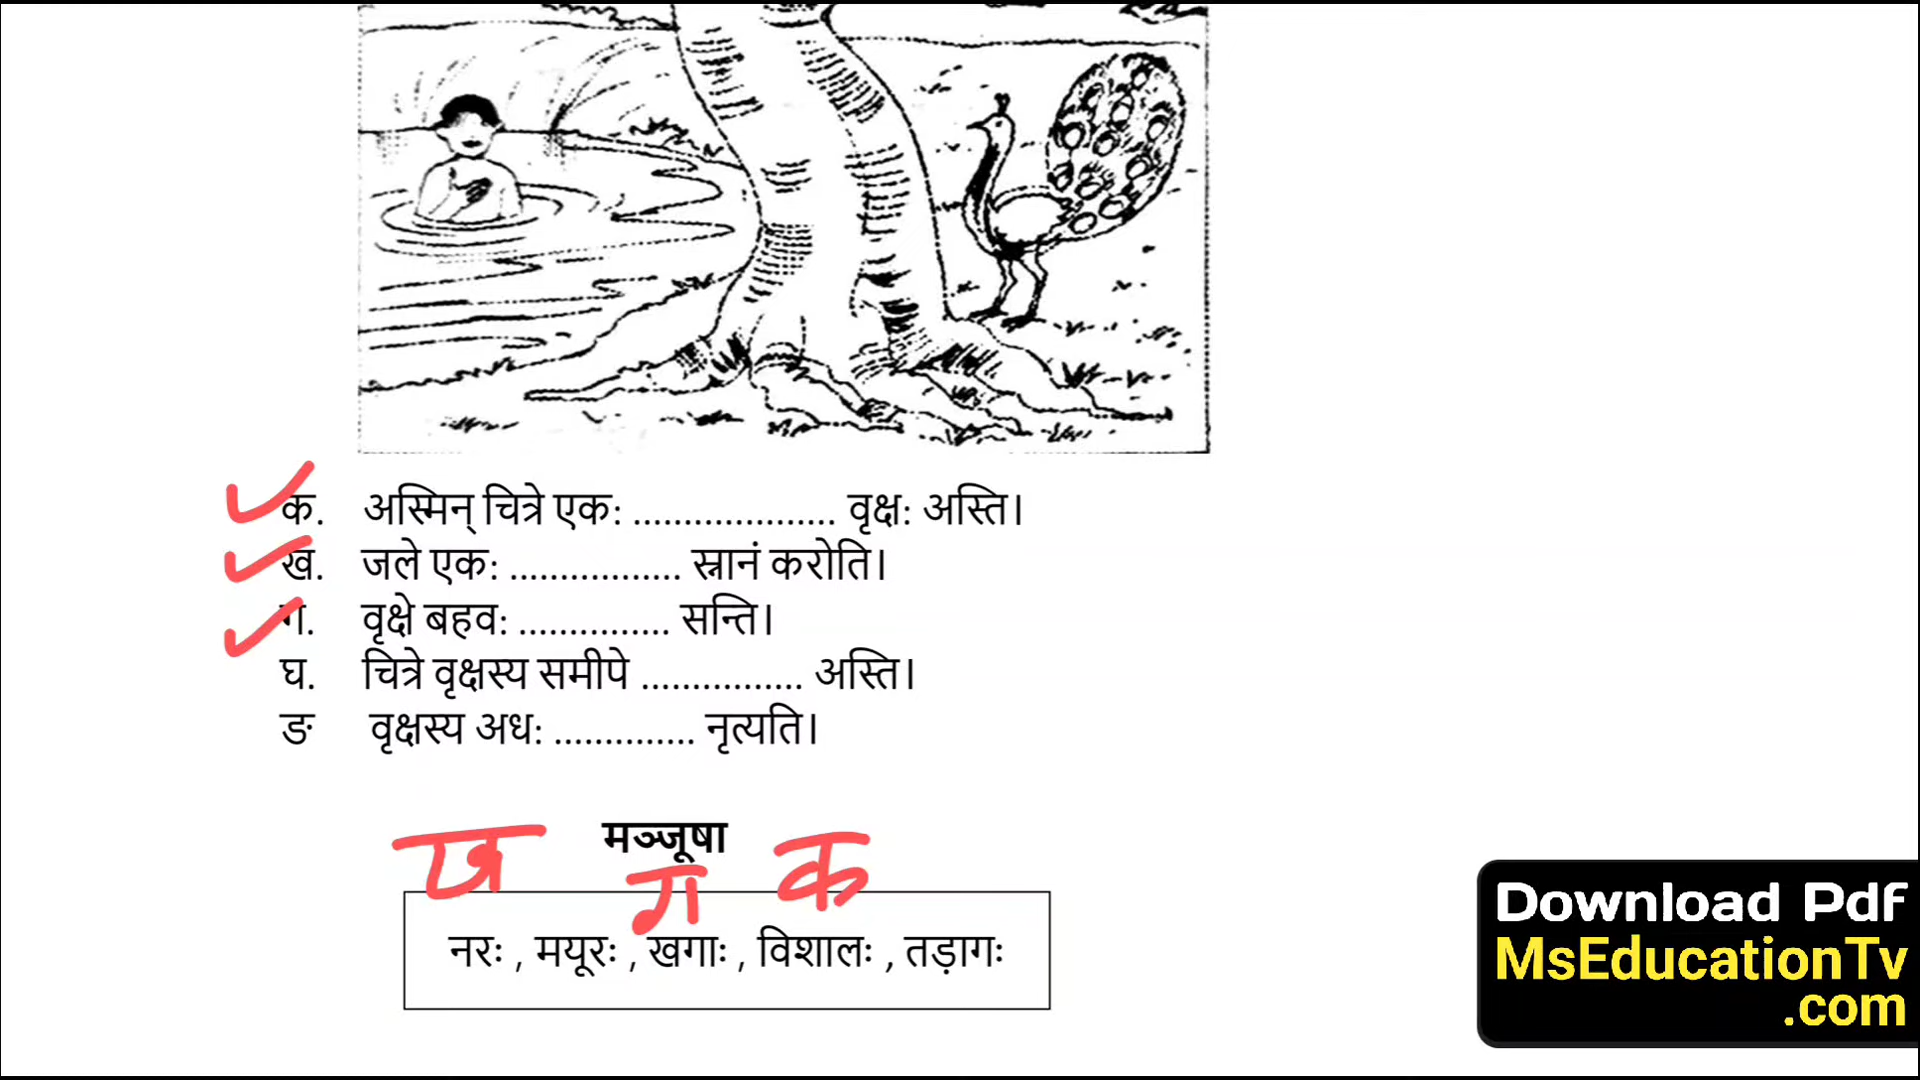 क. अस्मिन् चित्रे एक: .................... वृक्ष: अस्ति।
ख. जले एक: ................. स्नानं करोति।
ग. वृक्षे बहव: ............... सन्ति।
घ. चित्रे वृक्षस्य समीपे ................ अस्ति।
ङ वृक्षस्य अध: .............. नृत्यति।
मञ्जूषा
ख ग क
नरः , मयूरः , खगाः , विशालः , तड़ागः
Download Pdf
MsEducationTv
.com